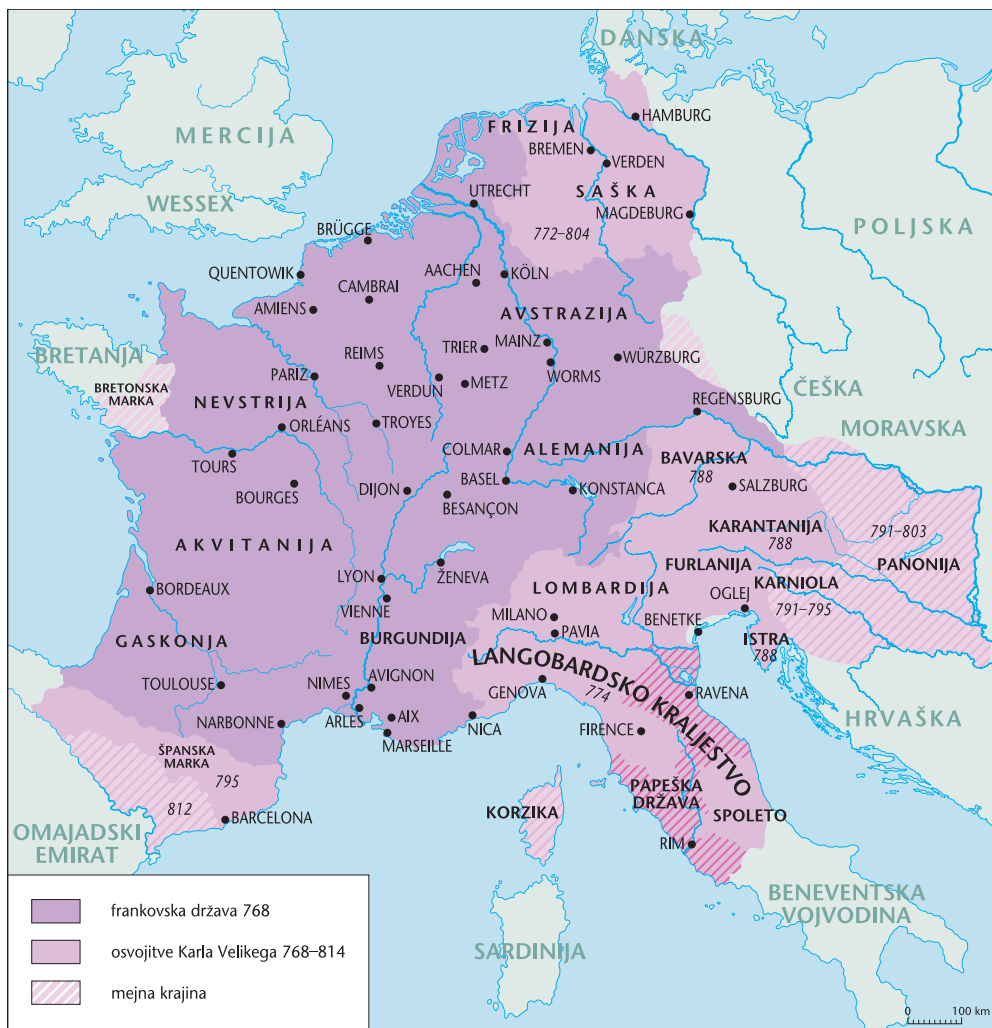 DANSKA
HAMBURG
FRIZIJA
BREMEN
VERDEN
MERCIJA
SAŠKA
UTRECHT
WESSEX
MAGDEBURG
POLJSKA
BRÜGGE
772–804
QUENTOWIK
AACHEN
KÖLN
CAMBRAI
AMIENS
AVSTRAZIJA
BRETANJA
REIMS
TRIER
MAINZ
WÜRZBURG
PARIZ
WORMS
BRETONSKA
MARKA
VERDUN
METZ
ČEŠKA
NEVSTRIJA
REGENSBURG
ORLÉANS
TROYES
MORAVSKA
COLMAR
ALEMANIJA
TOURS
BAVARSKA
788
BASEL
SALZBURG
BOURGES
DIJON
KONSTANCA
BESANÇON
KARANTANIJA
788
791–803
AKVITANIJA
FURLANIJA
PANONIJA
LYON
ŽENEVA
LOMBARDIJA
KARNIOLA
791–795
BORDEAUX
OGLEJ
VIENNE
MILANO
BENETKE
GASKONJA
BURGUNDIJA
PAVIA
ISTRA
788
LANGOBARDSKO KRALJESTVO
774
TOULOUSE
NIMES
AVIGNON
GENOVA
RAVENA
NARBONNE
ARLES
AIX
NICA
FIRENCE
HRVAŠKA
MARSEILLE
ŠPANSKA
MARKA
795
PAPEŠKA
DRŽAVA
812
BARCELONA
KORZIKA
SPOLETO
OMAJADSKI
EMIRAT
RIM
BENEVENTSKA
VOJVODINA
SARDINIJA
frankovska država 768
osvojitve Karla Velikega 768–814
mejna krajina
0 100 km